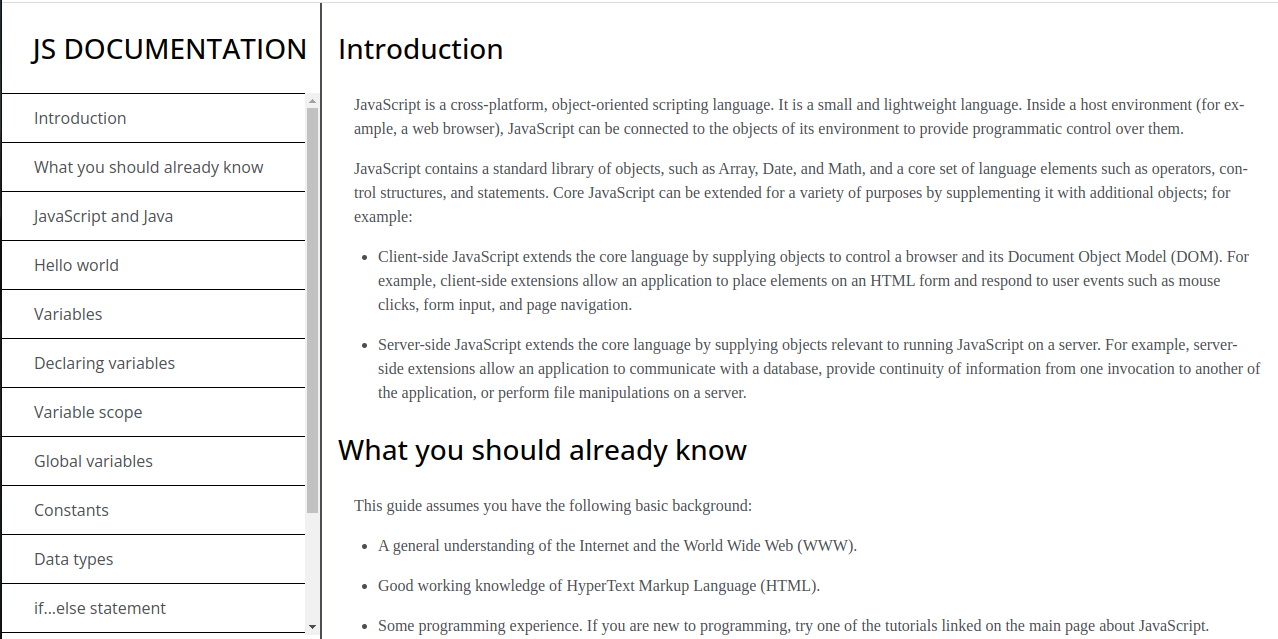 JS DOCUMENTATION
Introduction
What you should already know
JavaScript and Java
Hello world
Variables
Declaring variables
Variable scope
Global variables
Constants
Data types
if...else statement
Introduction
JavaScript is a cross-platform, object-oriented scripting language. It is a small and lightweight language. Inside a host environment (for ex-
ample, a web browser), JavaScript can be connected to the objects of its environment to provide programmatic control over them.
JavaScript contains a standard library of objects, such as Array, Date, and Math, and a core set of language elements such as operators, con-
trol structures, and statements. Core JavaScript can be extended for a variety of purposes by supplementing it with additional objects; for
example:
• Client-side JavaScript extends the core language by supplying objects to control a browser and its Document Object Model (DOM). For
example, client-side extensions allow an application to place elements on an HTML form and respond to user events such as mouse
clicks, form input, and page navigation.
• Server-side JavaScript extends the core language by supplying objects relevant to running JavaScript on a server. For example, server-
side extensions allow an application to communicate with a database, provide continuity of information from one invocation to another of
the application, or perform file manipulations on a server.
What you should already know
This guide assumes you have the following basic background:
• A general understanding of the Internet and the World Wide Web (WWW).
• Good working knowledge of HyperText Markup Language (HTML).
• Some programming experience. If you are new to programming, try one of the tutorials linked on the main page about JavaScript.